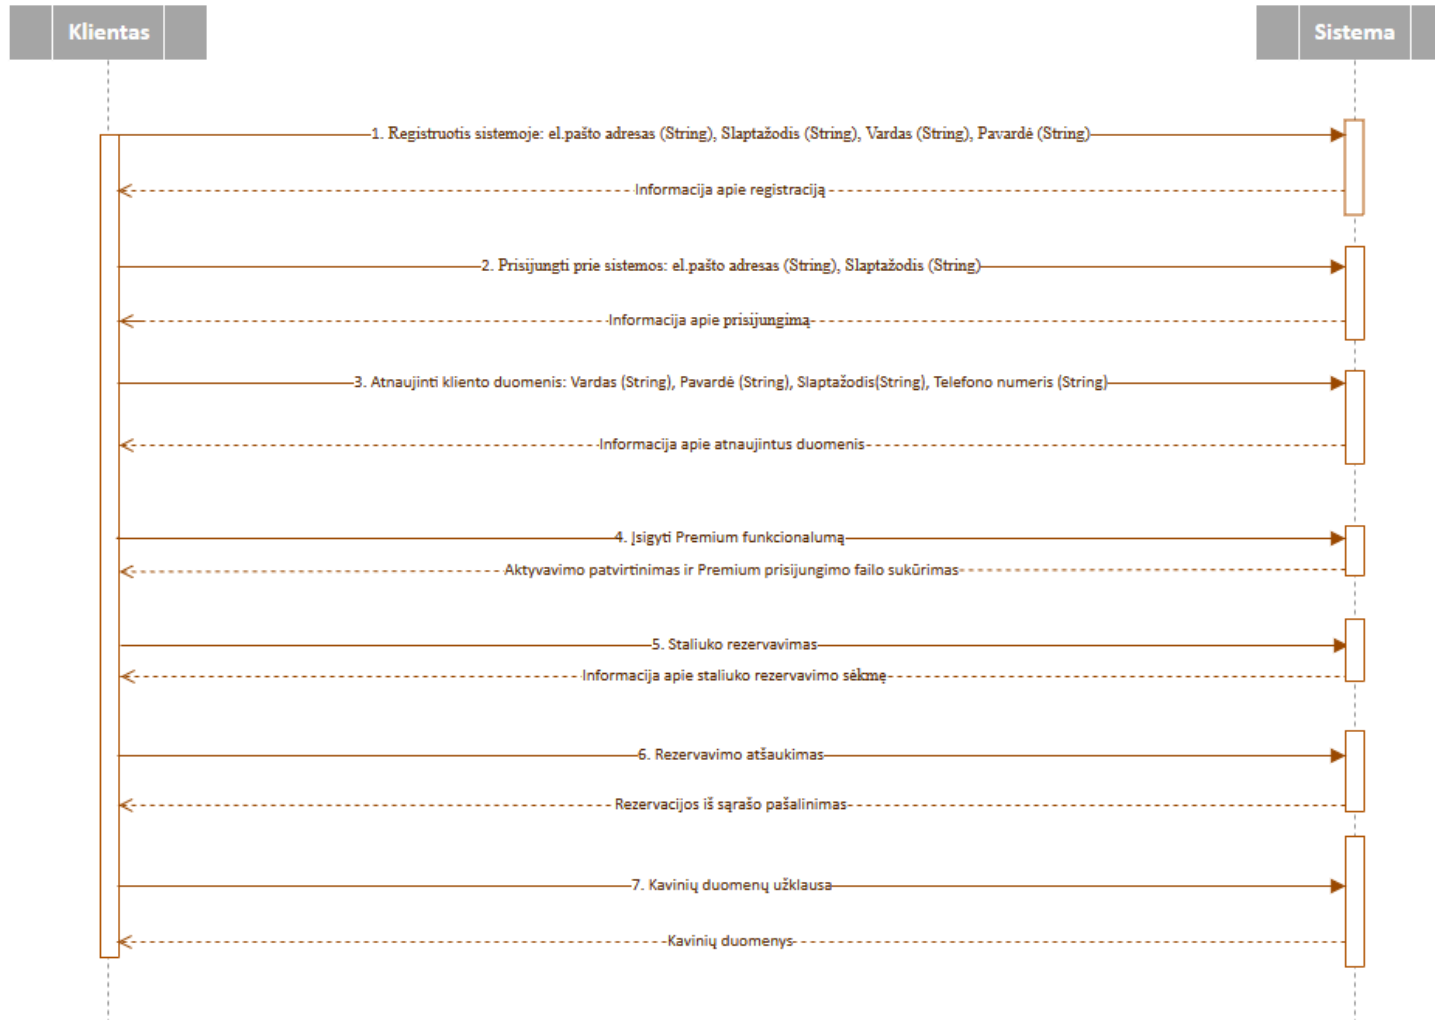 Klientas
Sistema
1. Registruotis sistemoje: el.pašto adresas (String), Slaptažodis (String), Vardas (String), Pavardė (String)
Informacija apie registraciją
2. Prisijungti prie sistemos: el.pašto adresas (String), Slaptažodis (String)
Informacija apie prisijungimą
3. Atnaujinti kliento duomenis: Vardas (String), Pavardė (String), Slaptažodis(String), Telefono numeris (String)
Informacija apie atnaujintus duomenis
4. Įsigyti Premium funkcionalumą
Aktyvavimo patvirtinimas ir Premium prisijungimo failo sukūrimas
5. Staliuko rezervavimas
Informacija apie staliuko rezervavimo sėkmę
6. Rezervavimo atšaukimas
Rezervacijos iš sąrašo pašalinimas
7. Kavinių duomenų užklausa
Kavinių duomenys